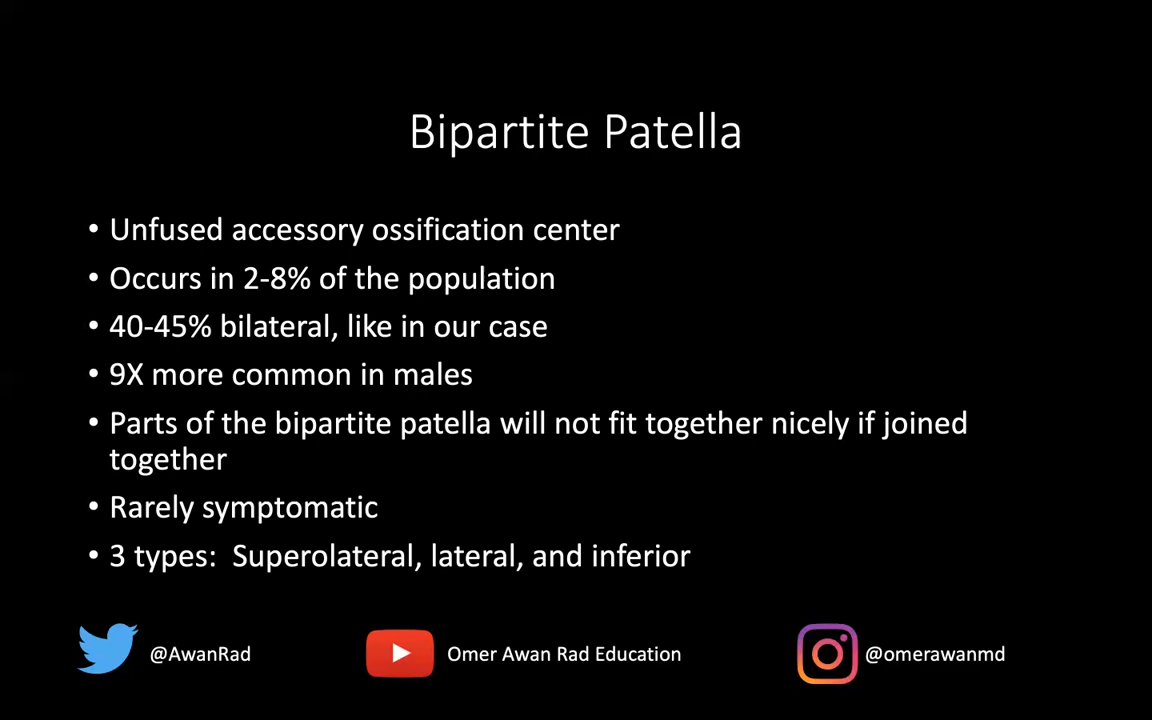 Bipartite Patella
• Unfused accessory ossification center
• Occurs in 2-8% of the population
• 40-45% bilateral, like in our case
• 9X more common in males
• Parts of the bipartite patella will not fit together nicely if joined
together
• Rarely symptomatic
• 3 types:  Superolateral, lateral, and inferior
@AwanRad
Omer Awan Rad Education
@omerawanmd